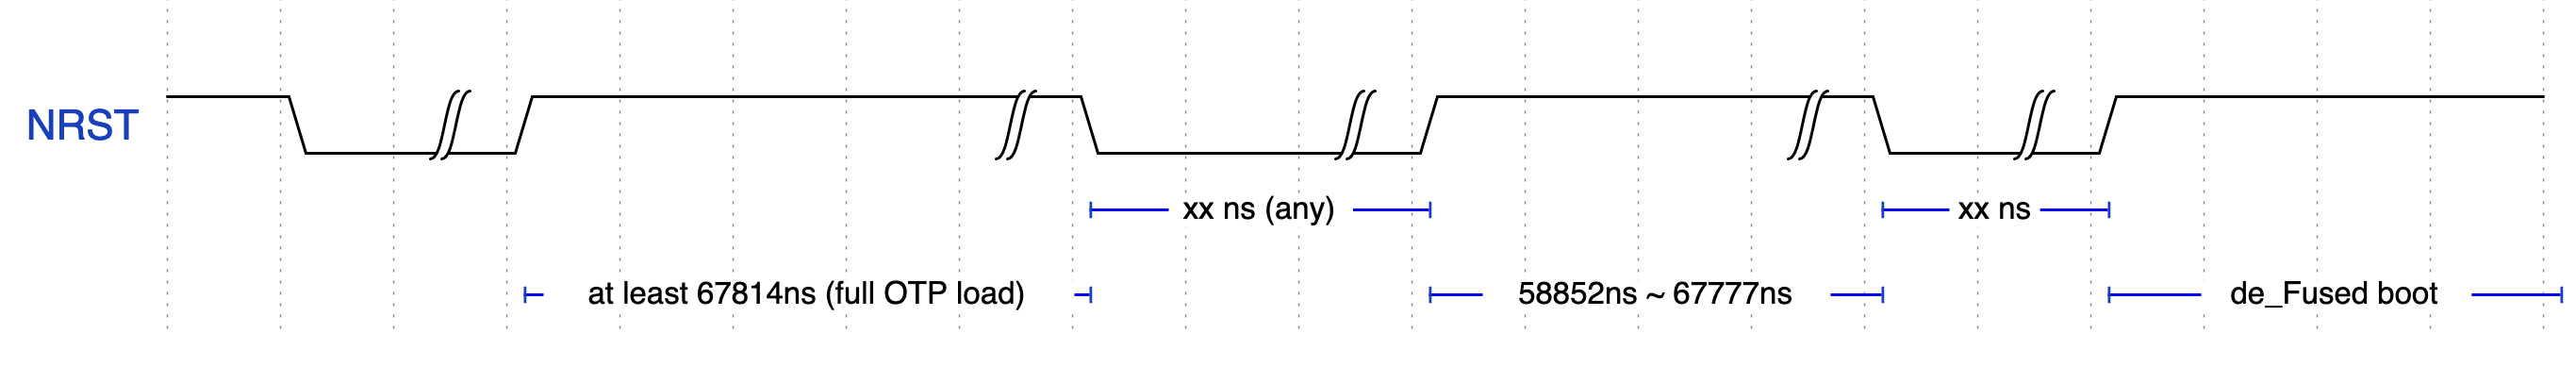 NRST
xx ns (any)
xx ns
at least 67814ns (full OTP load)
58852ns ~ 67777ns
de_Fused boot